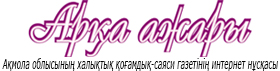 Арқа ажары
Ақмола облысының халықтық қоғамдық-саяси газетінің интернет нұсқасы